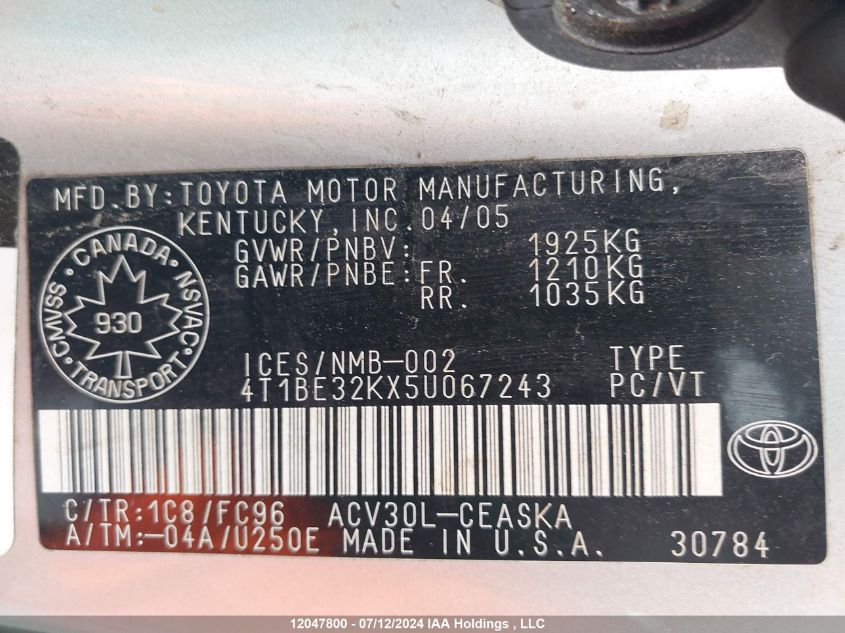 MFD.BY:TOYOTA MOTOR MANUFACTURING,
KENTUCKY, INC. 04/05
GVWR/PNBV: 1925KG
GAWR/PNBE: FR. 1210KG
RR. 1035KG
CANADA
CMVSS NSVAC
930
TRANSPORT
ICES/NMB-002 TYPE
4T1BE32KX5U067243 PC/VT
C/TR:1C8/FC96 ACV30L-CEASKA
A/TM:-04A/U250E MADE IN U.S.A. 30784
12047800 - 07/12/2024 IAA Holdings , LLC